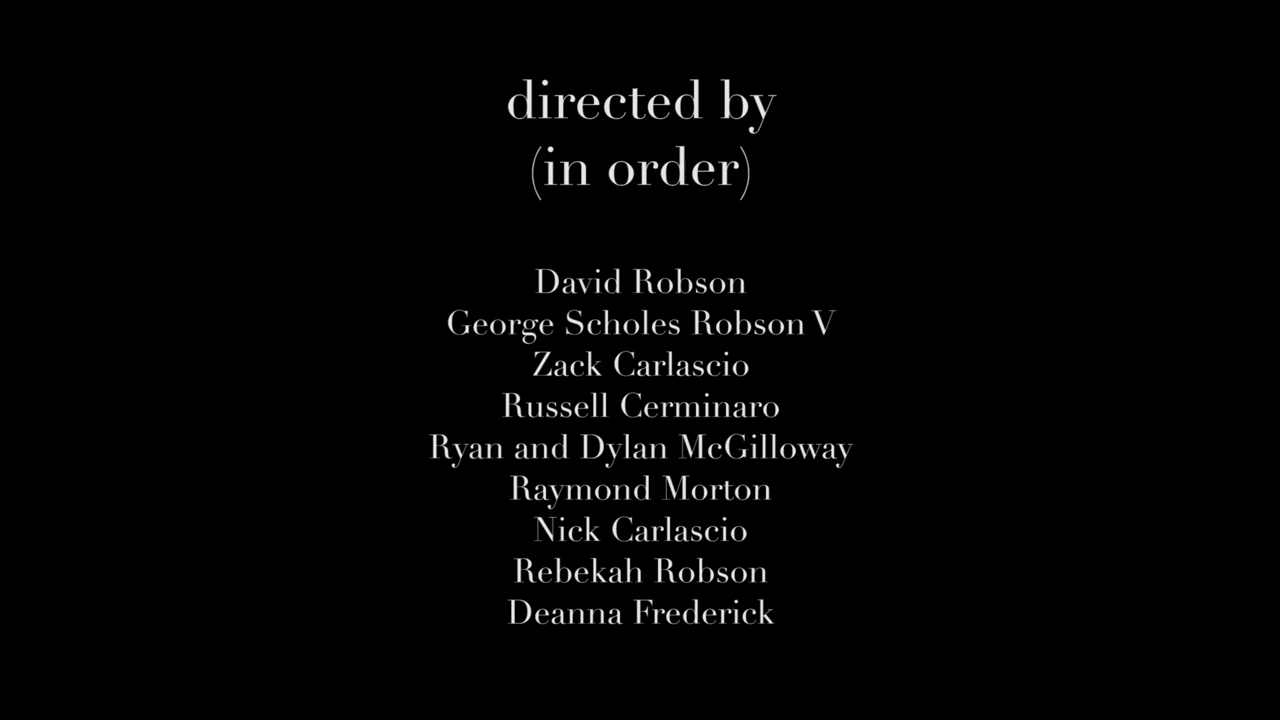 directed by
(in order)
David Robson
George Scholes Robson V
Zack Carlascio
Russell Cerminaro
Ryan and Dylan McGilloway
Raymond Morton
Nick Carlascio
Rebekah Robson
Deanna Frederick